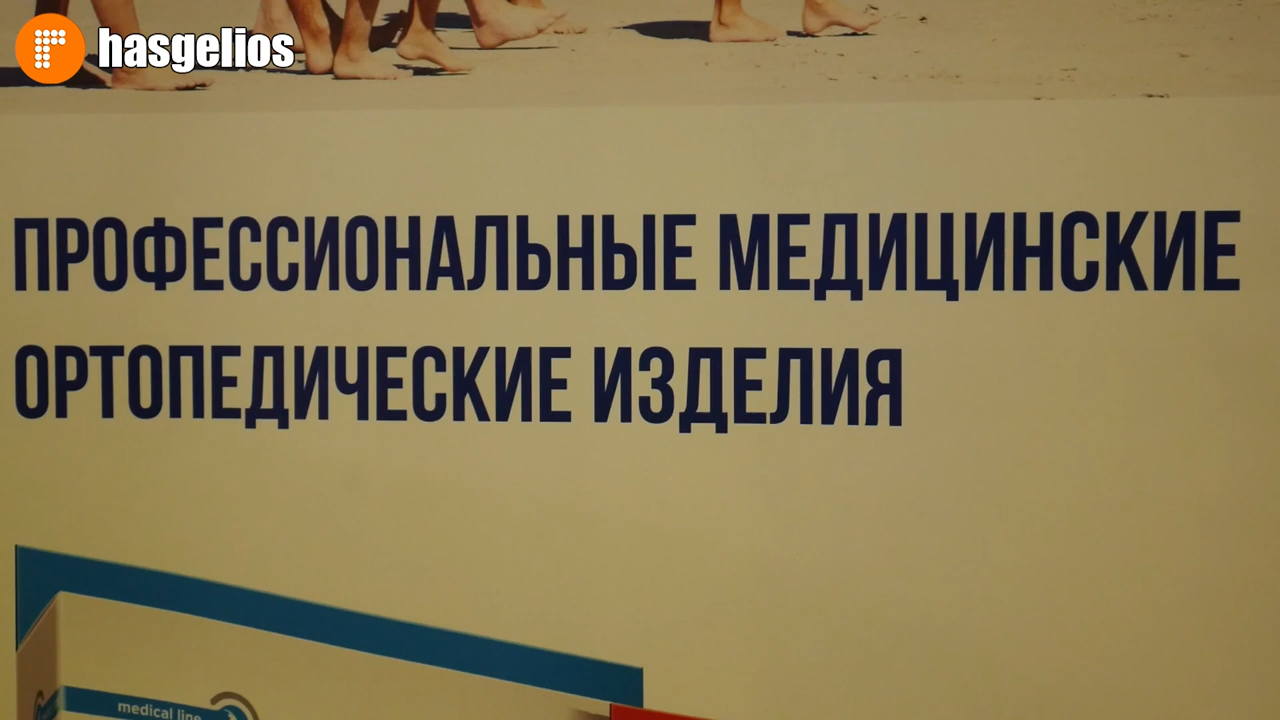 hasgelios
ПРОФЕССИОНАЛЬНЫЕ МЕДИЦИНСКИЕ
ОРТОПЕДИЧЕСКИЕ ИЗДЕЛИЯ
medical line